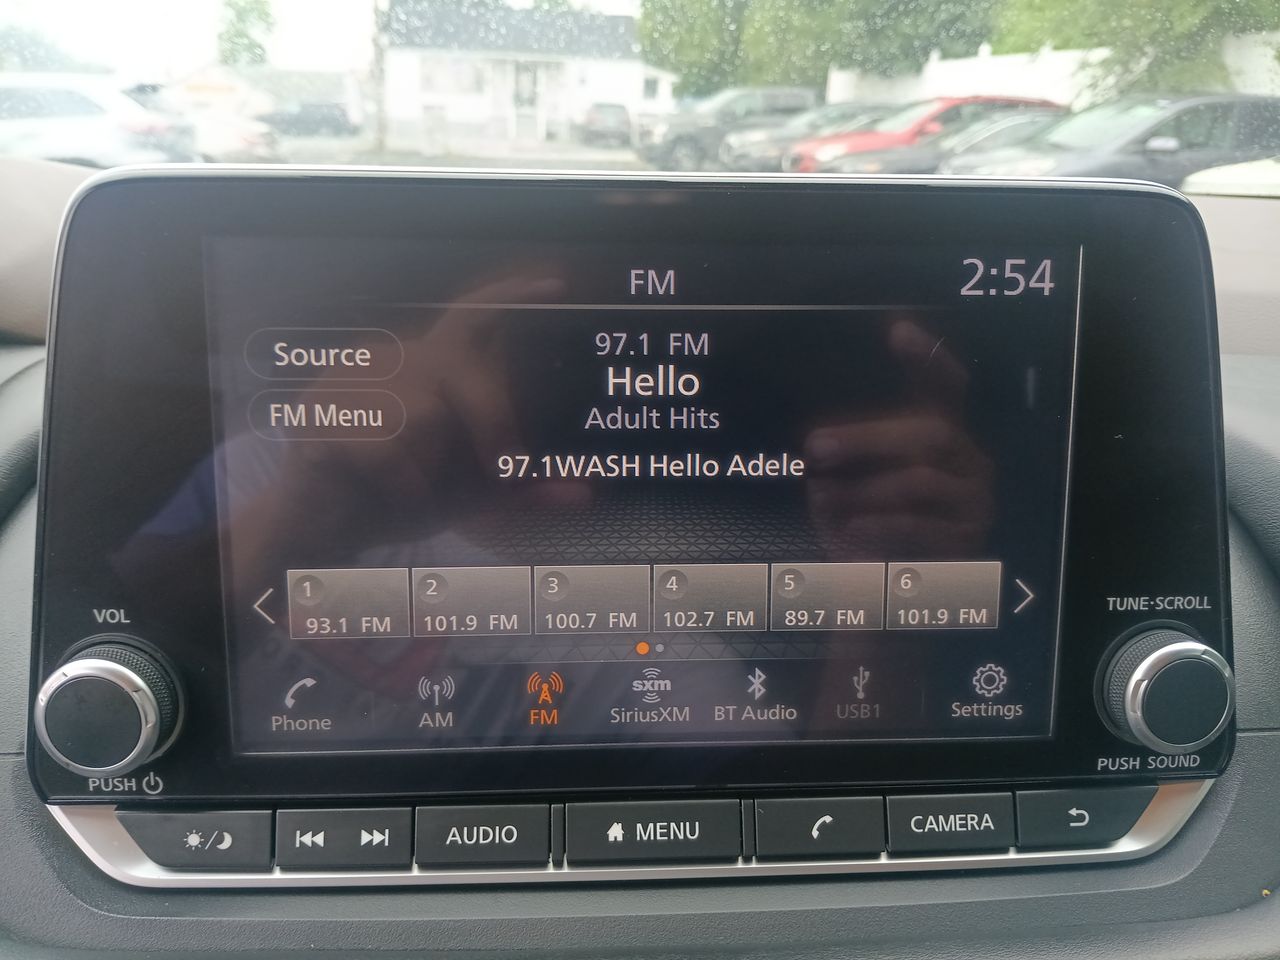 FM
2:54
Source
FM Menu
97.1 FM
Hello
Adult Hits
97.1WASH Hello Adele
1
93.1 FM
2
101.9 FM
3
100.7 FM
4
102.7 FM
5
89.7 FM
6
101.9 FM
VOL
PUSH
TUNE·SCROLL
PUSH SOUND
Phone
AM
FM
sxm
SiriusXM
BT Audio
USB1
Settings
AUDIO
MENU
CAMERA